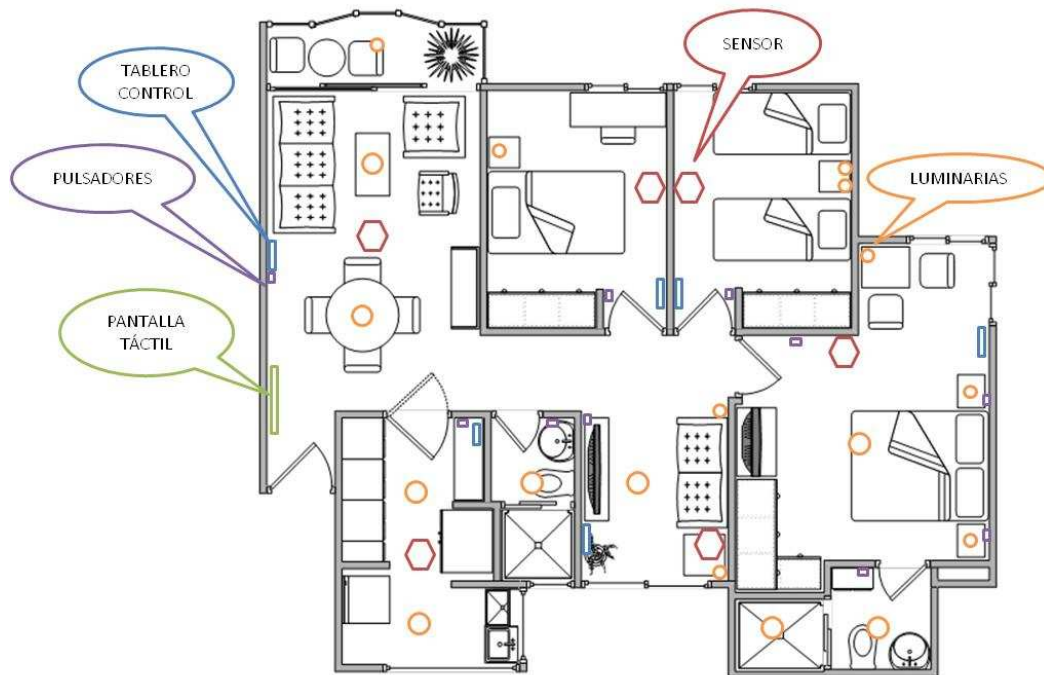 SENSOR
TABLERO
CONTROL
PULSADORES
LUMINARIAS
PANTALLA
TÁCTIL